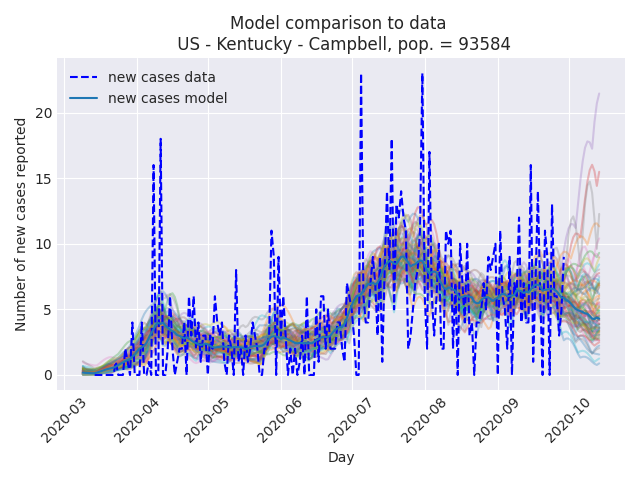 Model comparison to data
US - Kentucky - Campbell, pop. = 93584
new cases data
new cases model
Number of new cases reported
20
15
10
5
0
2020-03
2020-04
2020-05
2020-06
2020-07
2020-08
2020-09
2020-10
Day